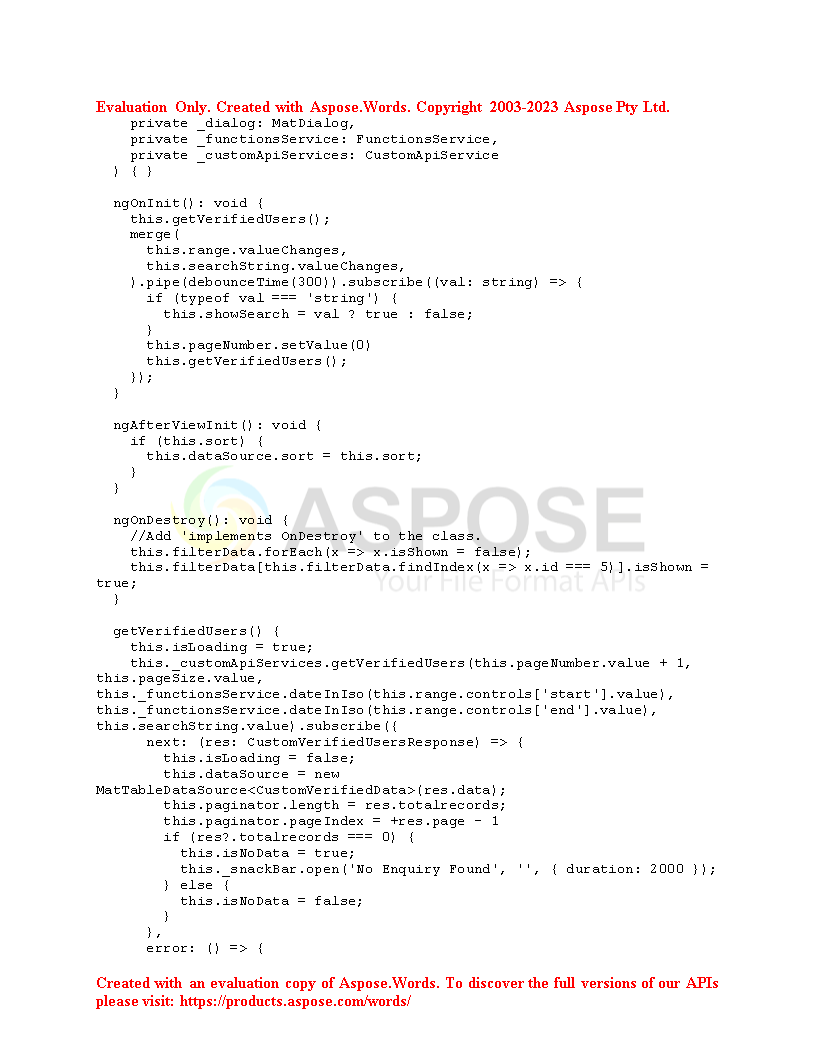 Evaluation Only. Created with Aspose.Words. Copyright 2003-2023 Aspose Pty Ltd.
    private _dialog: MatDialog,
    private _functionsService: FunctionsService,
    private _customApiServices: CustomApiService
  ) { }

  ngOnInit(): void {
    this.getVerifiedUsers();
    merge(
      this.range.valueChanges,
      this.searchString.valueChanges,
    ).pipe(debounceTime(300)).subscribe((val: string) => {
      if (typeof val === 'string') {
        this.showSearch = val ? true : false;
      }
      this.pageNumber.setValue(0)
      this.getVerifiedUsers();
    });
  }

  ngAfterViewInit(): void {
    if (this.sort) {
      this.dataSource.sort = this.sort;
    }
  }

ASPOSE
  ngOnDestroy(): void {
    //Add 'implements OnDestroy' to the class.
    this.filterData.forEach(x => x.isShown = false);
    this.filterData[this.filterData.findIndex(x => x.id === 5)].isShown =
Your File Format APIs
true;
  }

  getVerifiedUsers() {
    this.isLoading = true;
    this._customApiServices.getVerifiedUsers(this.pageNumber.value + 1,
this.pageSize.value,
this._functionsService.dateInIso(this.range.controls['start'].value),
this._functionsService.dateInIso(this.range.controls['end'].value),
this.searchString.value).subscribe({
      next: (res: CustomVerifiedUsersResponse) => {
        this.isLoading = false;
        this.dataSource = new
MatTableDataSource<CustomVerifiedData>(res.data);
        this.paginator.length = res.totalrecords;
        this.paginator.pageIndex = +res.page - 1
        if (res?.totalrecords === 0) {
          this.isNoData = true;
          this._snackBar.open('No Enquiry Found', '', { duration: 2000 });
        } else {
          this.isNoData = false;
        }
      },
      error: () => {
Created with an evaluation copy of Aspose.Words. To discover the full versions of our APIs
please visit: https://products.aspose.com/words/